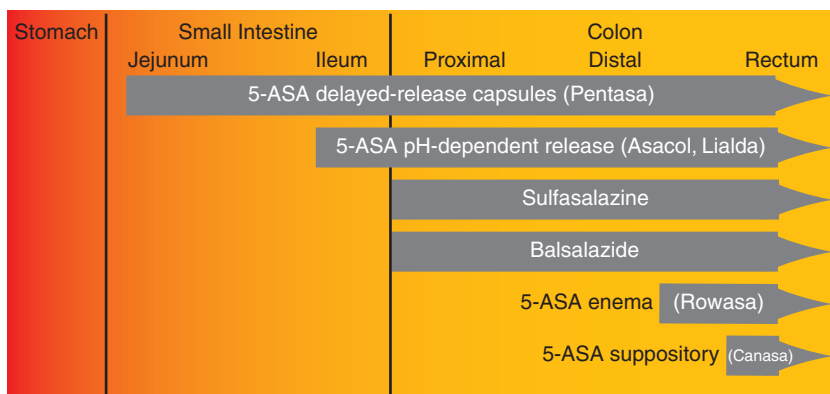 Stomach Small Intestine Colon
Jejunum Ileum Proximal Distal Rectum
5-ASA delayed-release capsules (Pentasa)
5-ASA pH-dependent release (Asacol, Lialda)
Sulfasalazine
Balsalazide
5-ASA enema (Rowasa)
5-ASA suppository (Canasa)